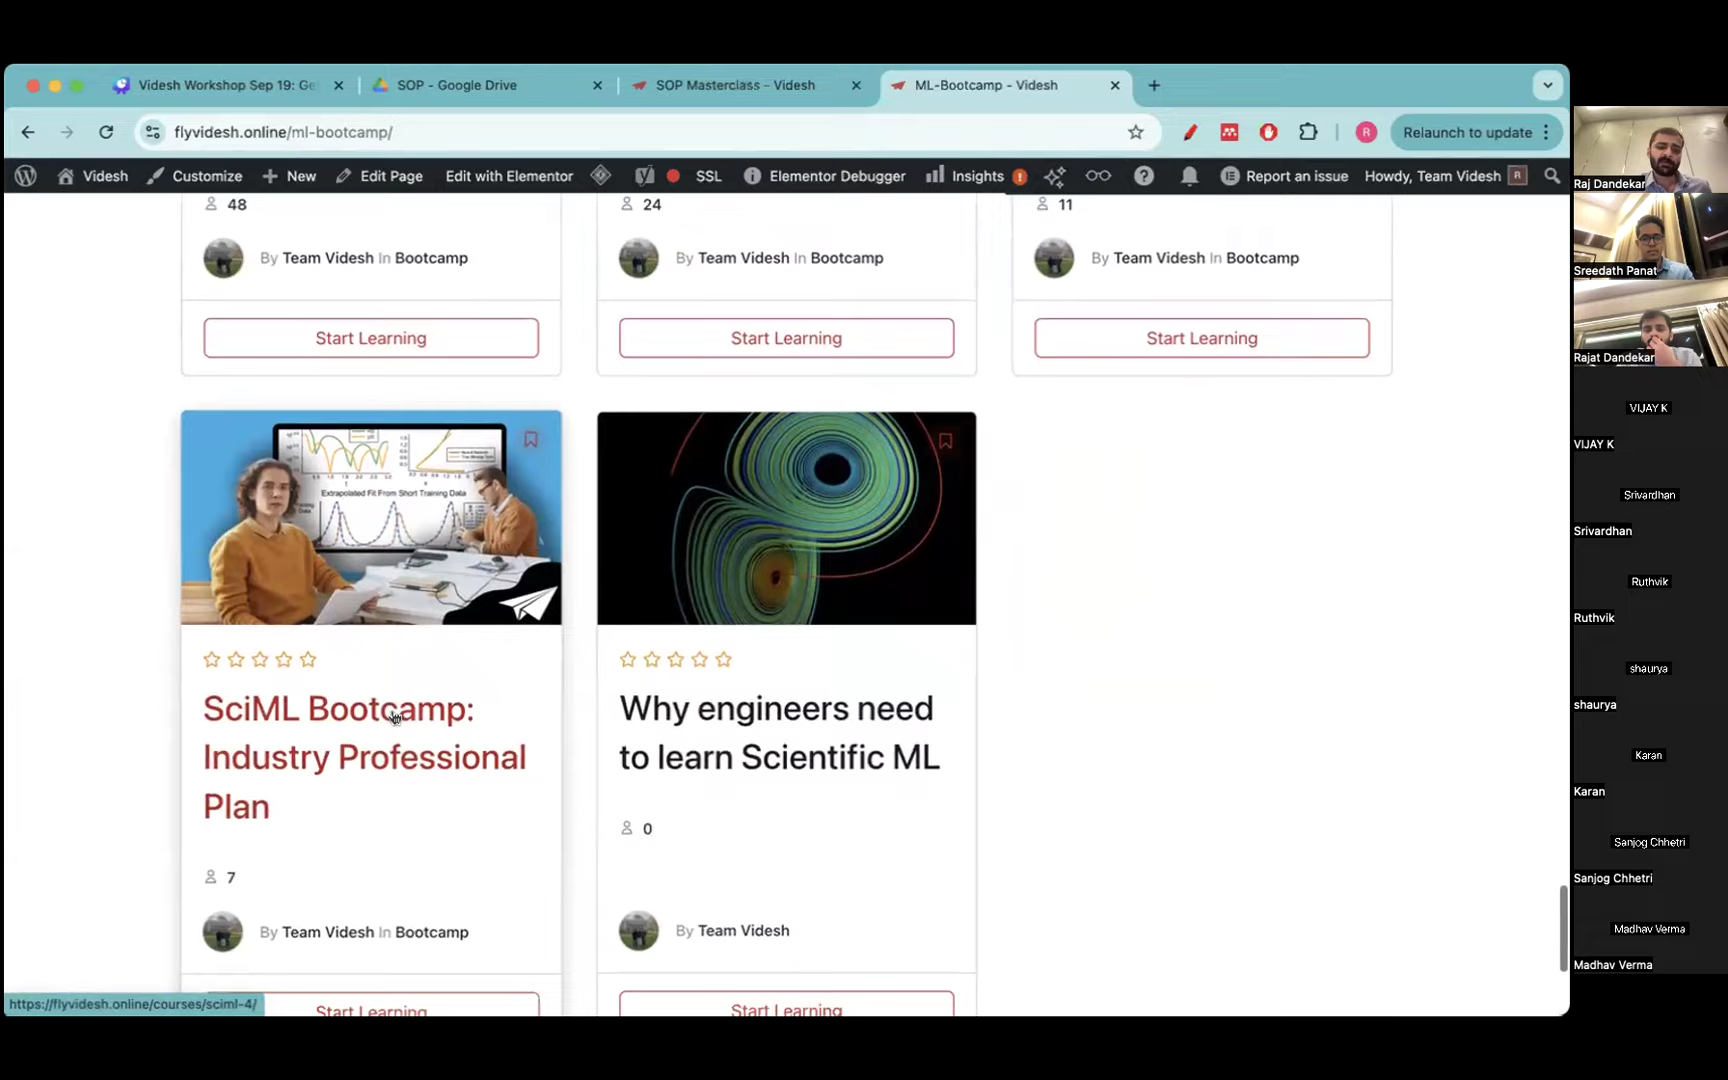 Videsh Workshop Sep 19: Ge
SOP - Google Drive
SOP Masterclass – Videsh
ML-Bootcamp - Videsh
flyvidesh.online/ml-bootcamp/
R
Relaunch to update
Videsh
Customize
New
Edit Page
Edit with Elementor
SSL
Elementor Debugger
Insights
Report an issue
Howdy, Team Videsh
48
24
11
By Team Videsh In Bootcamp
By Team Videsh In Bootcamp
By Team Videsh In Bootcamp
Start Learning
Start Learning
Start Learning
Extrapolated Fit From Short Training Data
SciML Bootcamp:
Industry Professional
Plan
7
By Team Videsh In Bootcamp
Start Learning
Why engineers need
to learn Scientific ML
0
By Team Videsh
Start Learning
https://flyvidesh.online/courses/sciml-4/
Raj Dandekar
Sreedath Panat
Rajat Dandekar
VIJAY K
VIJAY K
Srivardhan
Srivardhan
Ruthvik
Ruthvik
shaurya
shaurya
Karan
Karan
Sanjog Chhetri
Sanjog Chhetri
Madhav Verma
Madhav Verma